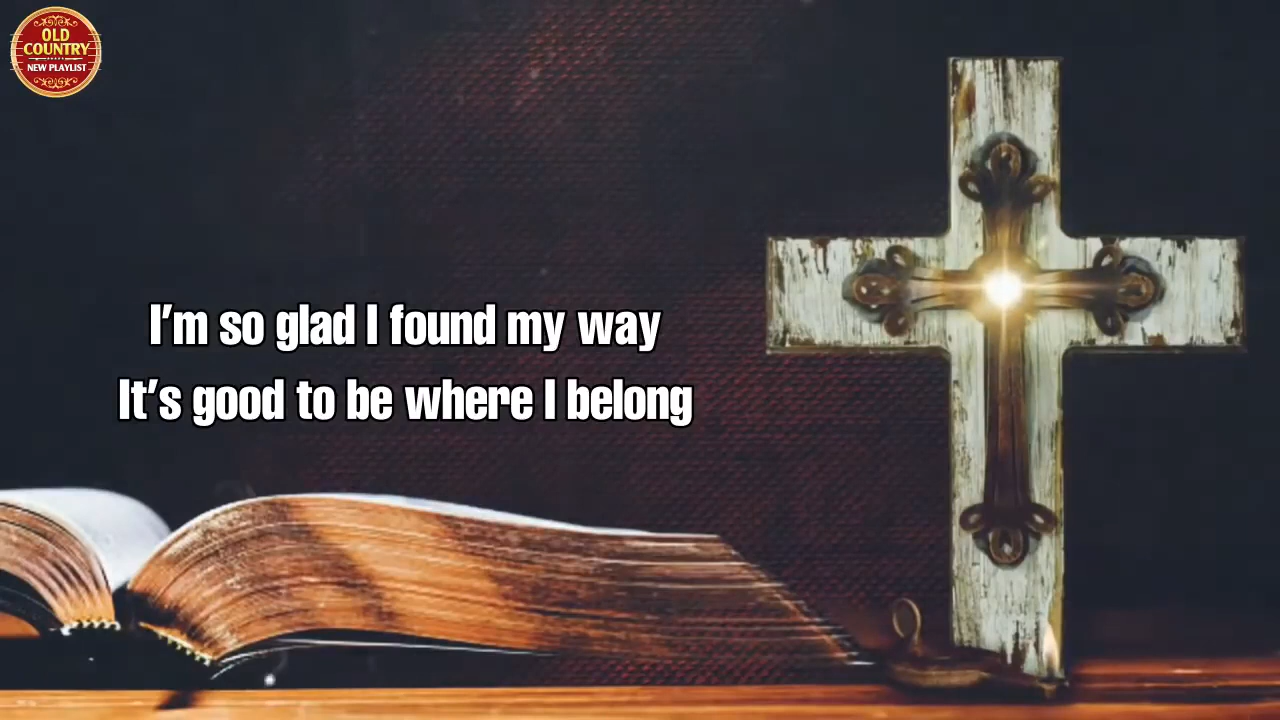 OLD
COUNTRY
NEW PLAYLIST
I'm so glad I found my way
It's good to be where I belong